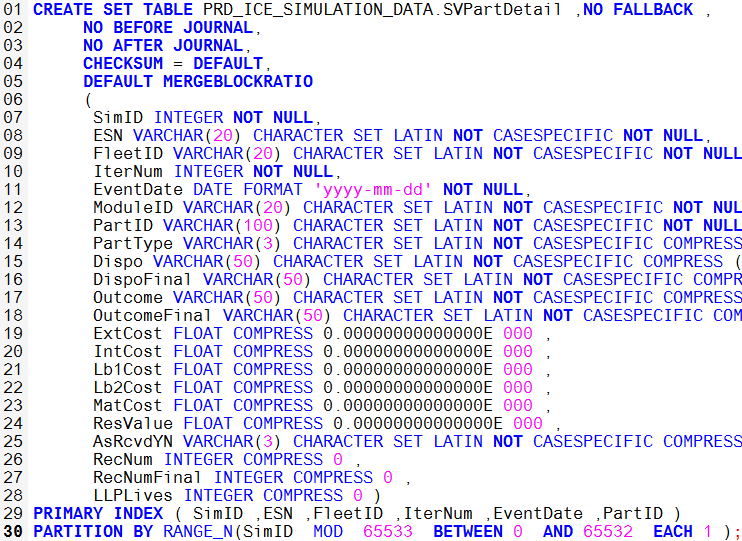 01 CREATE SET TABLE PRD_ICE_SIMULATION_DATA.SVPartDetail ,NO FALLBACK ,
02 NO BEFORE JOURNAL,
03 NO AFTER JOURNAL,
04 CHECKSUM = DEFAULT,
05 DEFAULT MERGEBLOCKRATIO
06 (
07 SimID INTEGER NOT NULL,
08 ESN VARCHAR(20) CHARACTER SET LATIN NOT CASESPECIFIC NOT NULL,
09 FleetID VARCHAR(20) CHARACTER SET LATIN NOT CASESPECIFIC NOT NULL
10 IterNum INTEGER NOT NULL,
11 EventDate DATE FORMAT 'yyyy-mm-dd' NOT NULL,
12 ModuleID VARCHAR(20) CHARACTER SET LATIN NOT CASESPECIFIC NOT NUL
13 PartID VARCHAR(100) CHARACTER SET LATIN NOT CASESPECIFIC NOT NULL
14 PartType VARCHAR(3) CHARACTER SET LATIN NOT CASESPECIFIC COMPRESS
15 Dispo VARCHAR(50) CHARACTER SET LATIN NOT CASESPECIFIC COMPRESS (
16 DispoFinal VARCHAR(50) CHARACTER SET LATIN NOT CASESPECIFIC COMPR
17 Outcome VARCHAR(50) CHARACTER SET LATIN NOT CASESPECIFIC COMPRESS
18 OutcomeFinal VARCHAR(50) CHARACTER SET LATIN NOT CASESPECIFIC COM
19 ExtCost FLOAT COMPRESS 0.00000000000000E 000 ,
20 IntCost FLOAT COMPRESS 0.00000000000000E 000 ,
21 Lb1Cost FLOAT COMPRESS 0.00000000000000E 000 ,
22 Lb2Cost FLOAT COMPRESS 0.00000000000000E 000 ,
23 MatCost FLOAT COMPRESS 0.00000000000000E 000 ,
24 ResValue FLOAT COMPRESS 0.00000000000000E 000 ,
25 AsRcvdYN VARCHAR(3) CHARACTER SET LATIN NOT CASESPECIFIC COMPRESS
26 RecNum INTEGER COMPRESS 0 ,
27 RecNumFinal INTEGER COMPRESS 0 ,
28 LLPLives INTEGER COMPRESS 0 )
29 PRIMARY INDEX ( SimID ,ESN ,FleetID ,IterNum ,EventDate ,PartID )
30 PARTITION BY RANGE_N(SimID MOD 65533 BETWEEN 0 AND 65532 EACH 1 );